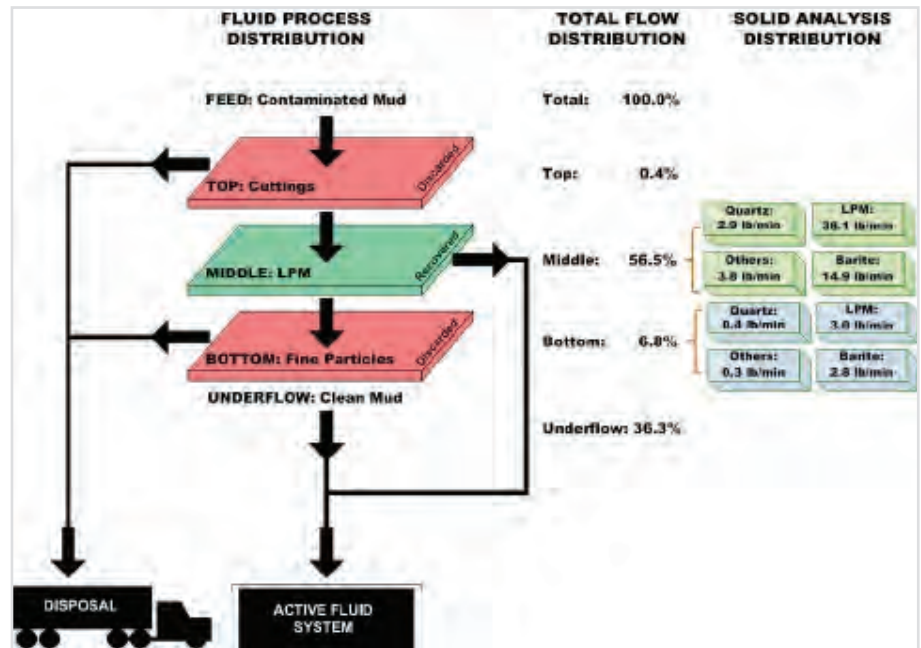 FLUID PROCESS
DISTRIBUTION
TOTAL FLOW
DISTRIBUTION
SOLID ANALYSIS
DISTRIBUTION
FEED: Contaminated Mud
Total: 100.0%
TOP: Cuttings
Discarded
Top: 0.4%
MIDDLE: LPM
Recovered
Middle: 56.5%
Quartz:
2.9 lb/min
LPM:
lb/min
Others:
3.8 lb/min
Barite:
14.9 lb/min
BOTTOM: Fine Particles
Discarded
Bottom: 6.8%
Quartz:
0.4 lb/min
LPM:
lb/min
Others:
0.3 lb/min
Barite:
2.8 lb/min
UNDERFLOW: Clean Mud
Underflow: 36.3%
DISPOSAL
ACTIVE FLUID
SYSTEM